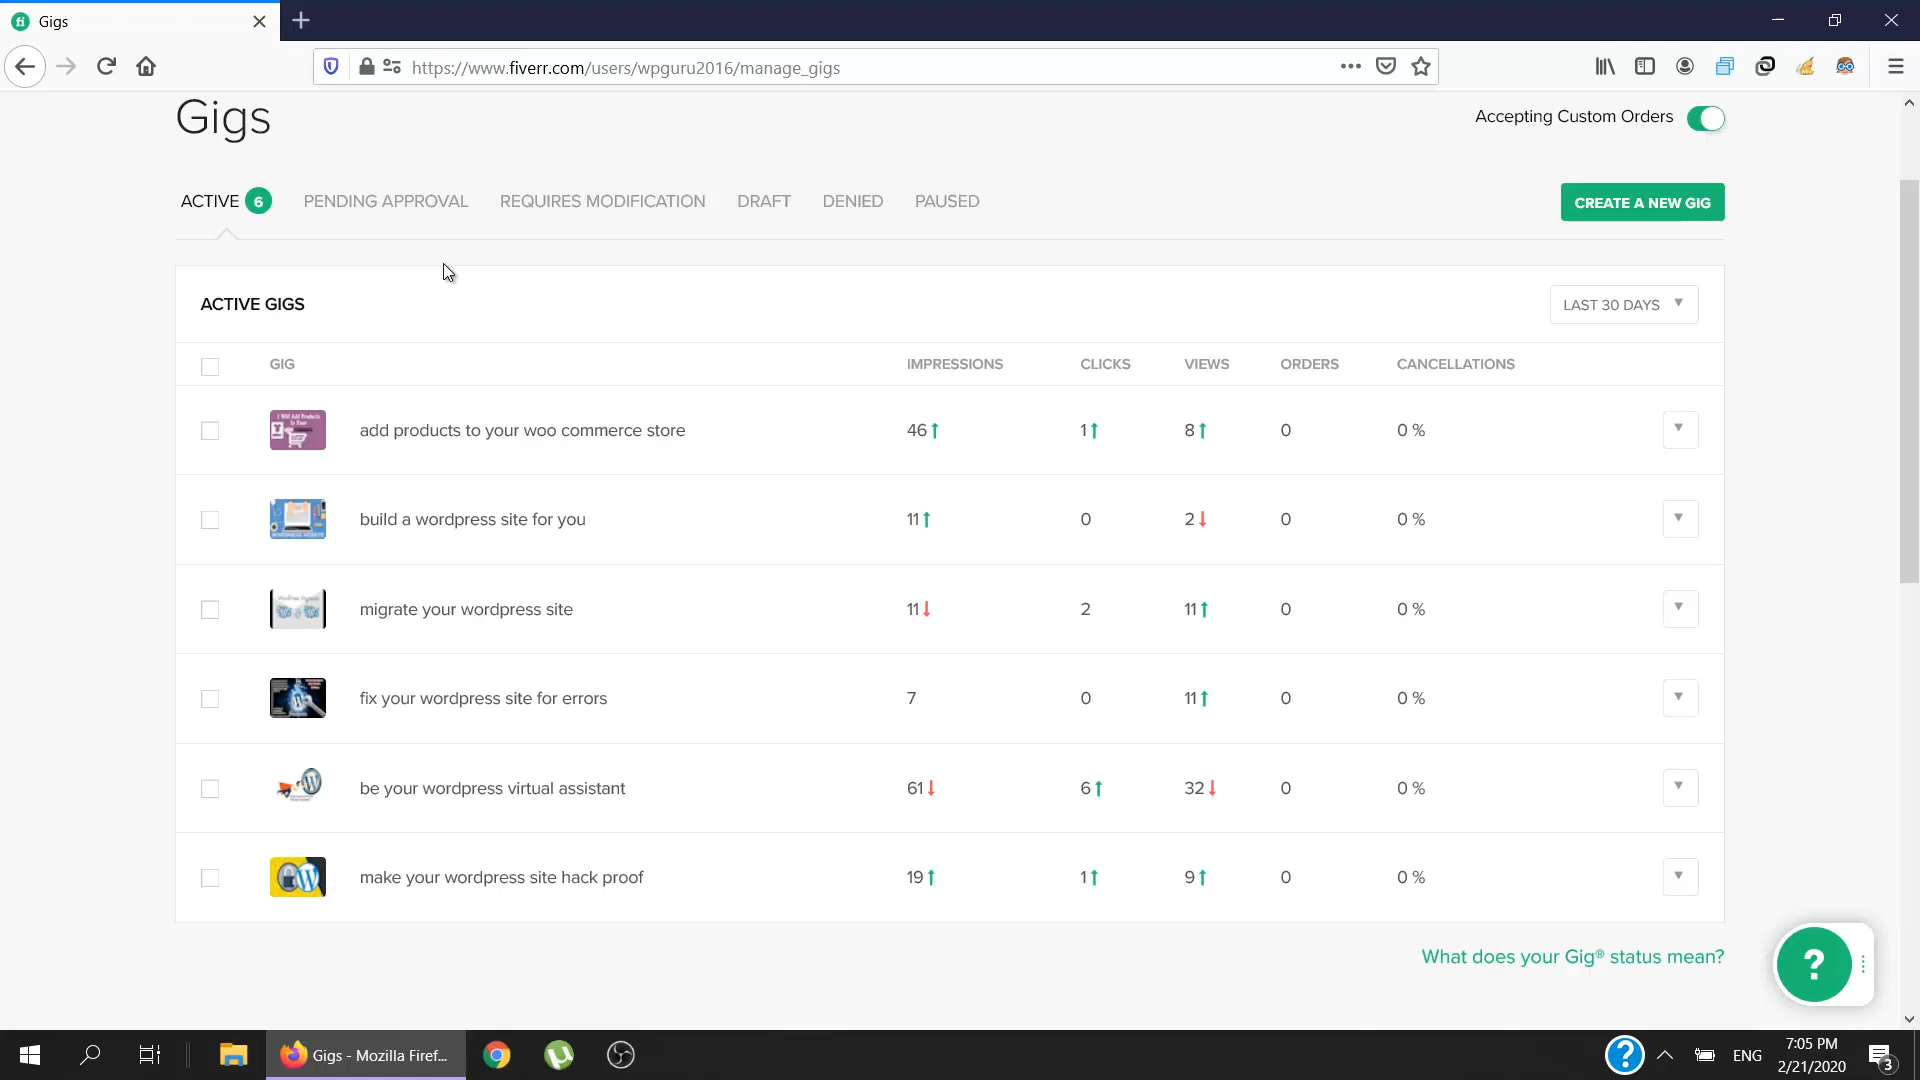 Gigs
https://www.fiverr.com/users/wpguru2016/manage_gigs
Gigs
Accepting Custom Orders
ACTIVE 6 PENDING APPROVAL REQUIRES MODIFICATION DRAFT DENIED PAUSED
CREATE A NEW GIG
ACTIVE GIGS
LAST 30 DAYS
GIG IMPRESSIONS CLICKS VIEWS ORDERS CANCELLATIONS
add products to your woo commerce store 46 1 8 0 0 %
build a wordpress site for you 11 0 2 0 0 %
migrate your wordpress site 11 2 11 0 0 %
fix your wordpress site for errors 7 0 11 0 0 %
be your wordpress virtual assistant 61 6 32 0 0 %
make your wordpress site hack proof 19 1 9 0 0 %
What does your Gig® status mean?
?
Gigs - Mozilla Firef...
ENG
7:05 PM
2/21/2020
3